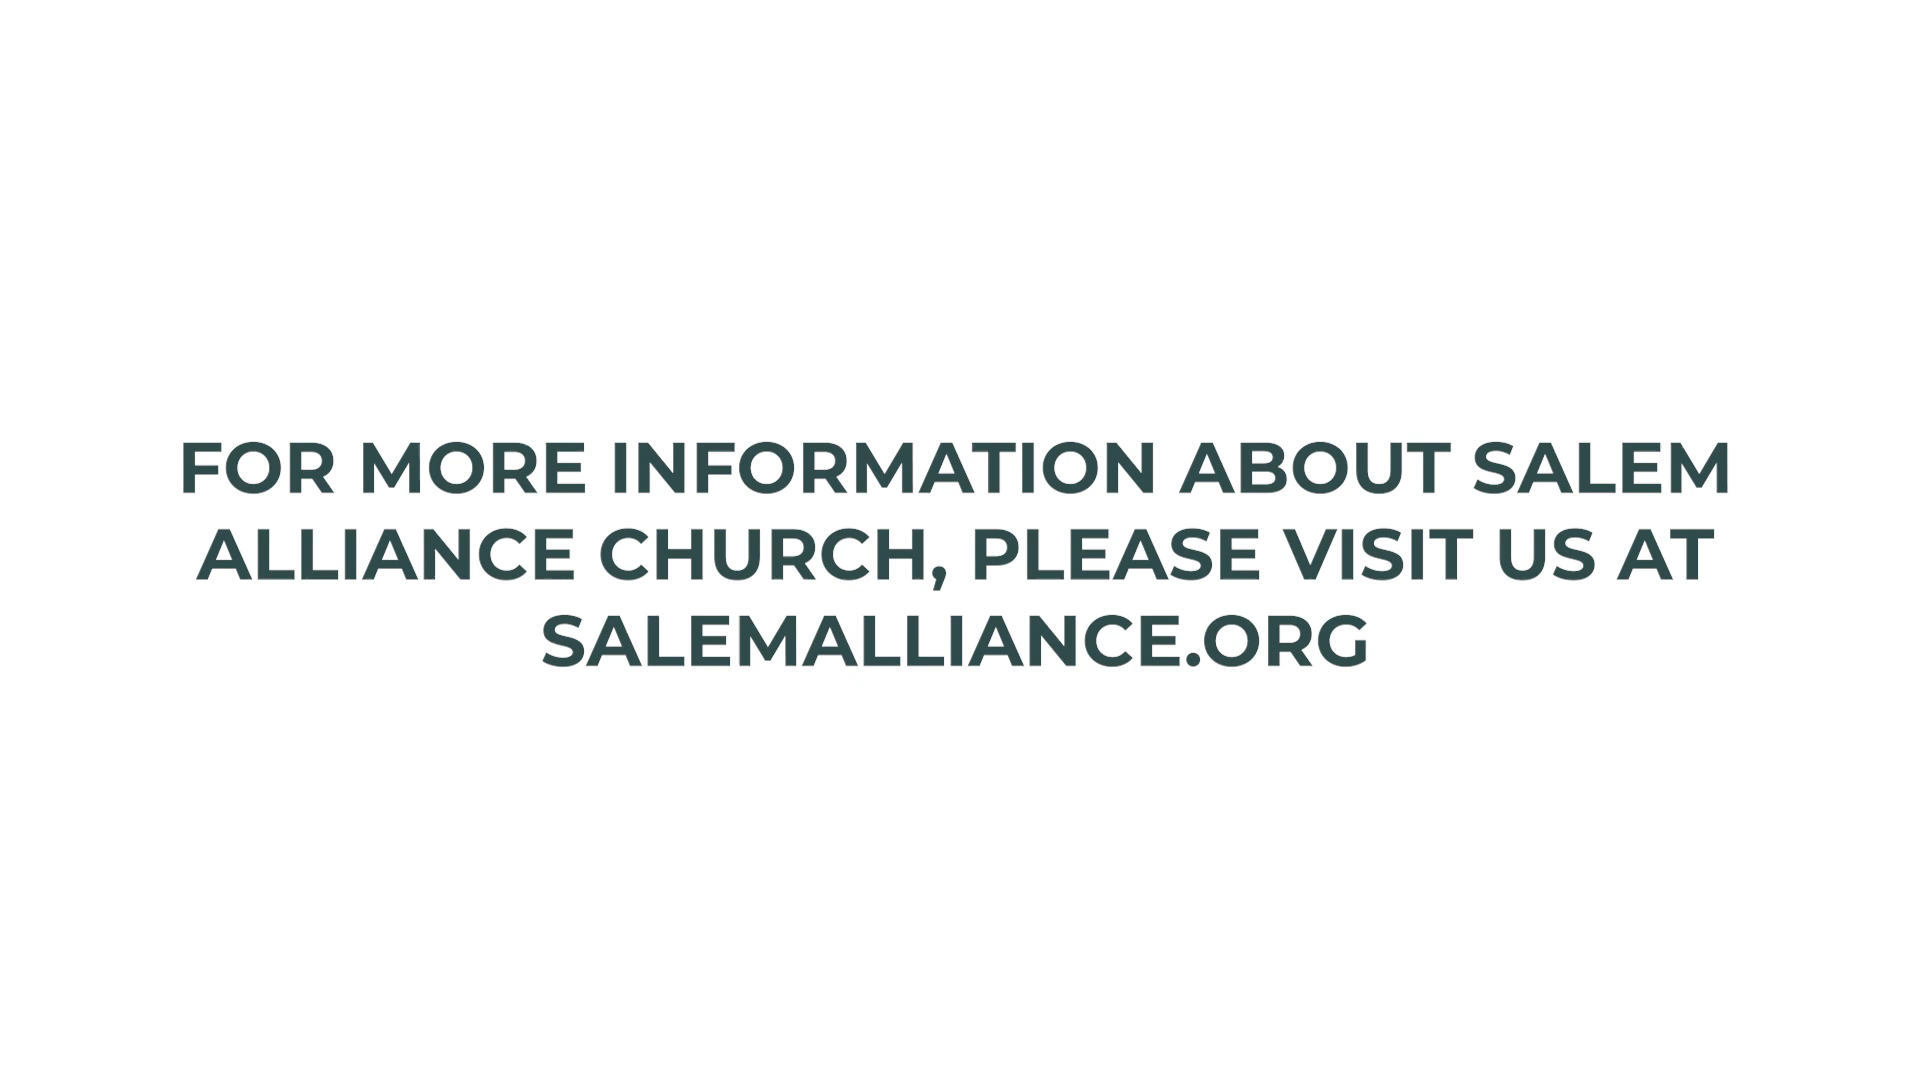 FOR MORE INFORMATION ABOUT SALEM
ALLIANCE CHURCH, PLEASE VISIT US AT
SALEMALLIANCE.ORG